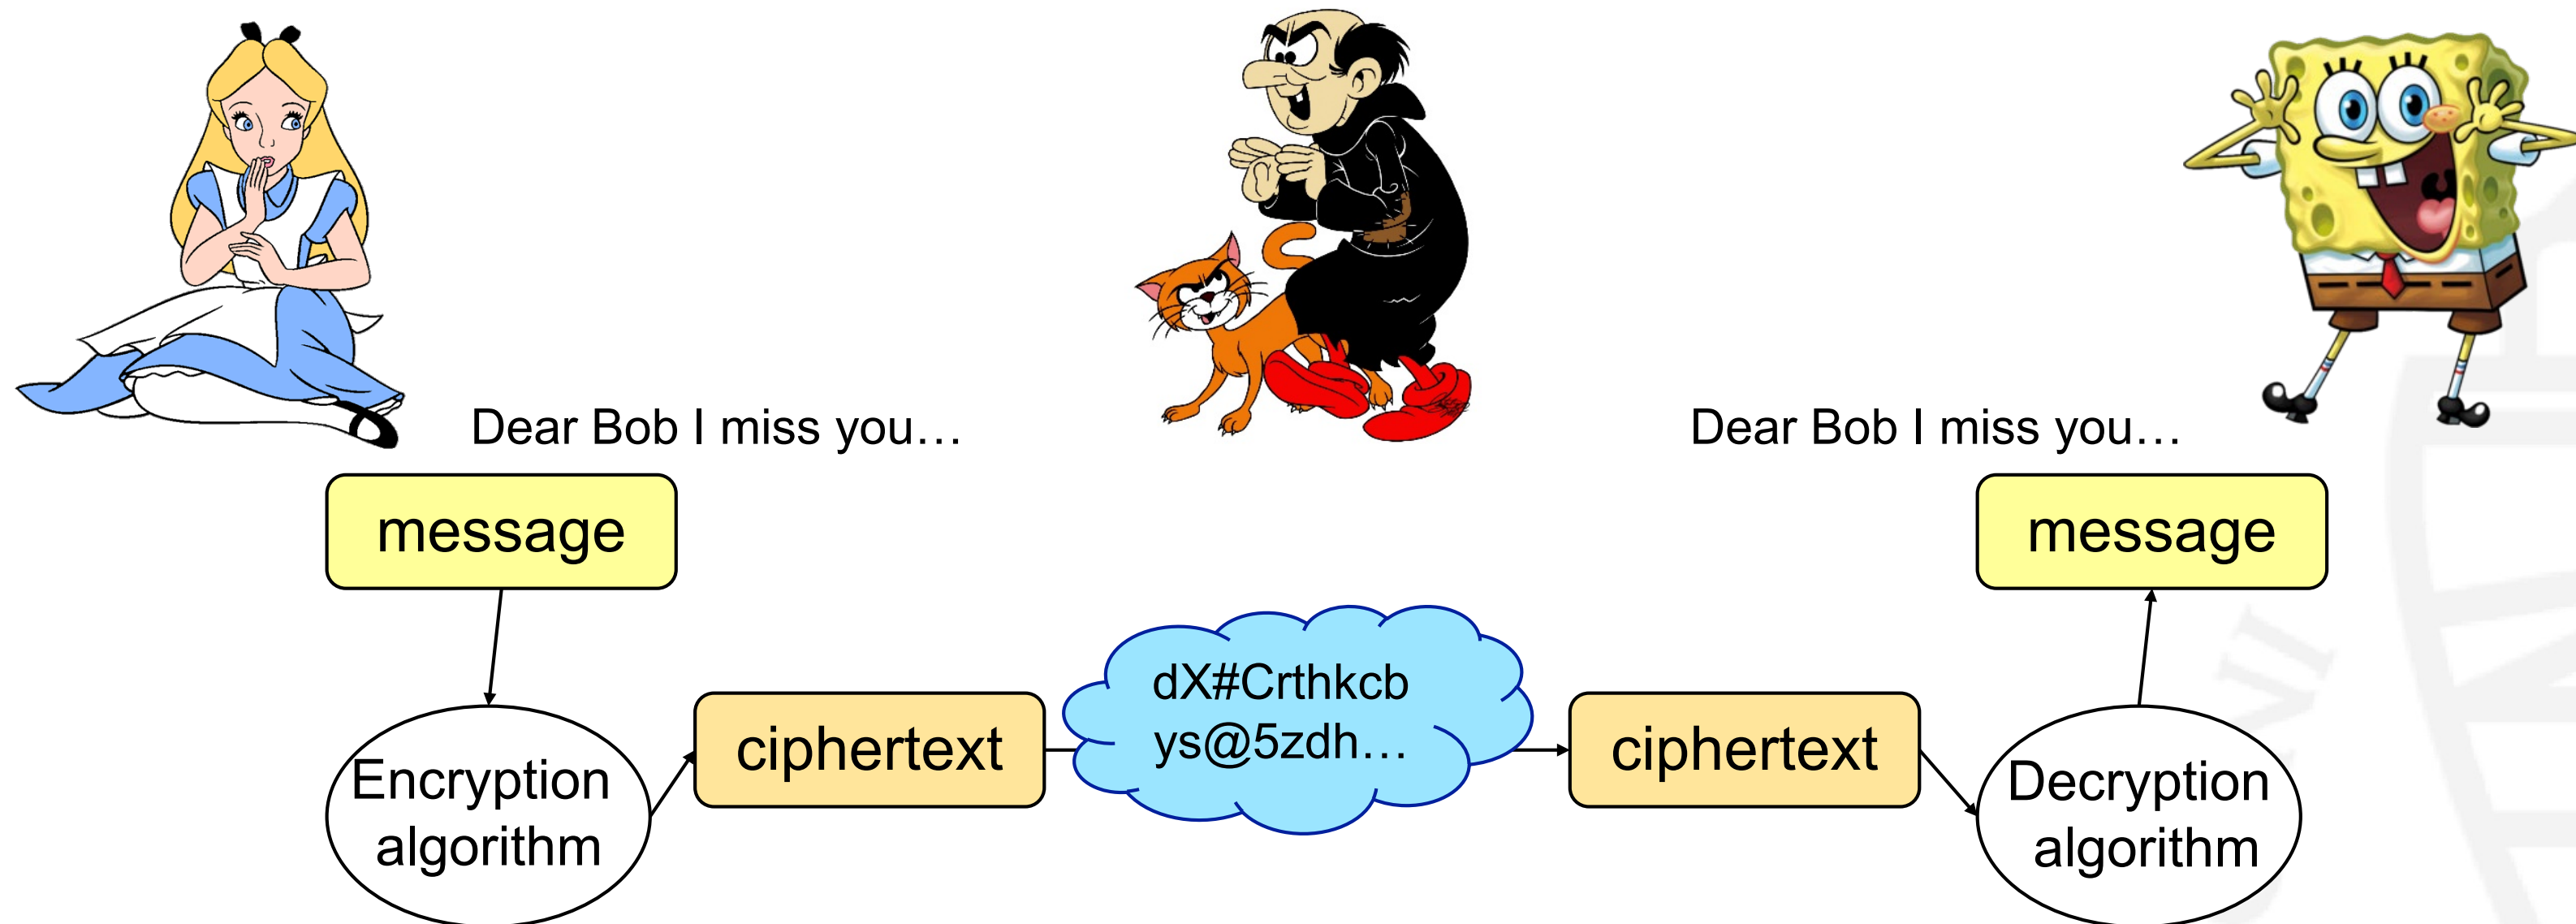 Dear Bob I miss you…
Dear Bob I miss you…
message
message
dX#Crthkcb
ys@5zdh…
ciphertext
ciphertext
Encryption
algorithm
Decryption
algorithm